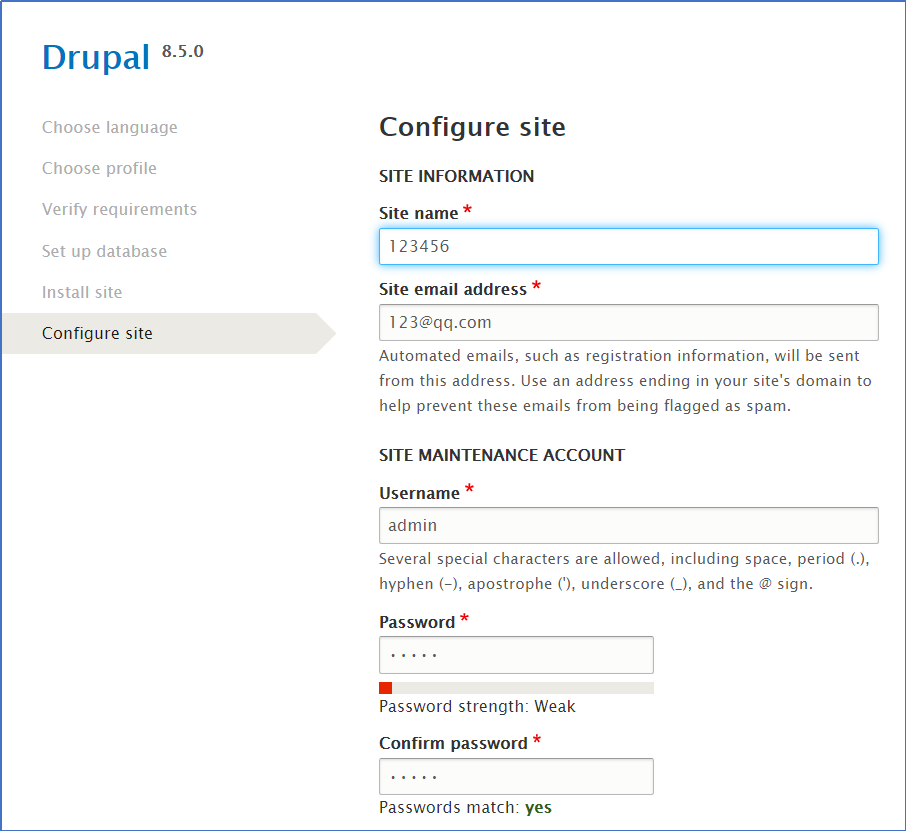 Drupal 8.5.0
Choose language
Choose profile
Verify requirements
Set up database
Install site
Configure site
Configure site
SITE INFORMATION
Site name *
123456
Site email address *
123@qq.com
Automated emails, such as registration information, will be sent
from this address. Use an address ending in your site's domain to
help prevent these emails from being flagged as spam.
SITE MAINTENANCE ACCOUNT
Username *
admin
Several special characters are allowed, including space, period (.),
hyphen (-), apostrophe ('), underscore (_), and the @ sign.
Password *
·····
Password strength: Weak
Confirm password *
·····
Passwords match: yes